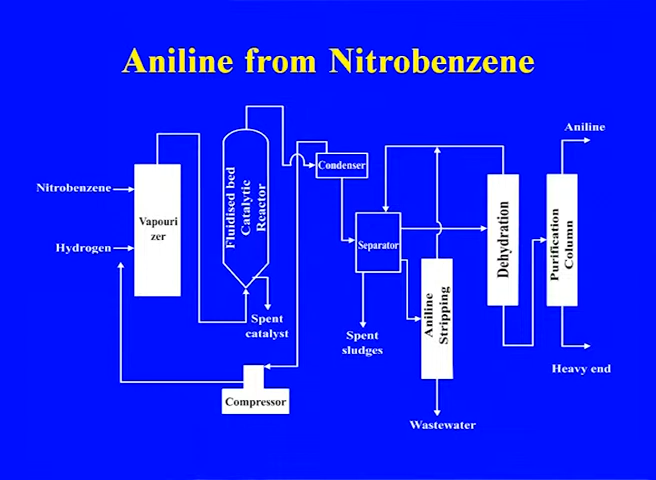 Aniline from Nitrobenzene
Aniline
Nitrobenzene
Hydrogen
Vapouri
zer
Fluidised bed
Catalytic
Reactor
Condenser
Separator
Dehydration
Purification
Column
Aniline
Stripping
Spent
catalyst
Spent
sludges
Heavy end
Compressor
Wastewater